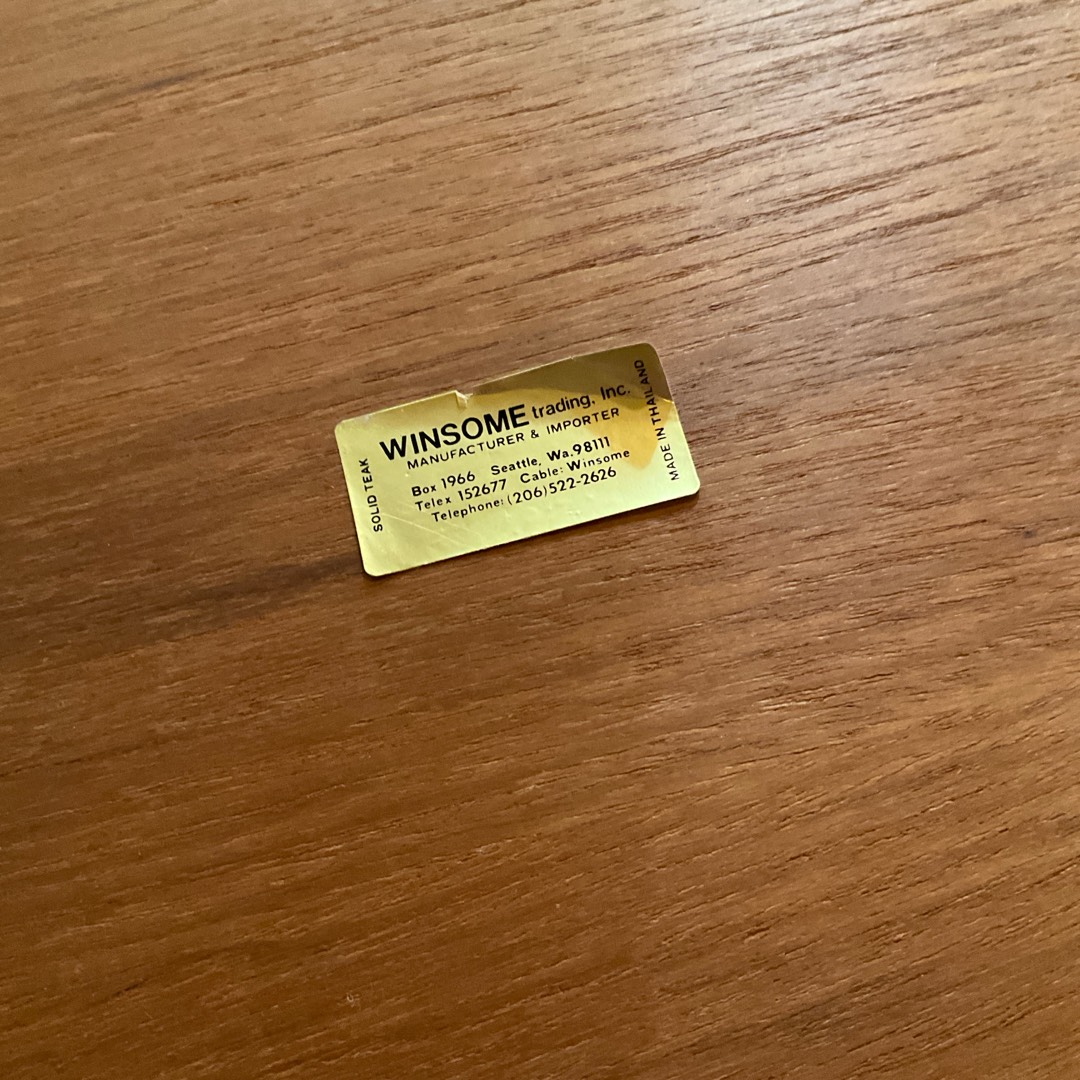 SOLID TEAK
WINSOME trading, Inc.
MANUFACTURER & IMPORTER
Box 1966 Seattle, Wa.98111
Telex 152677 Cable: Winsome
Telephone: (206)522-2626
MADE IN THAILAND